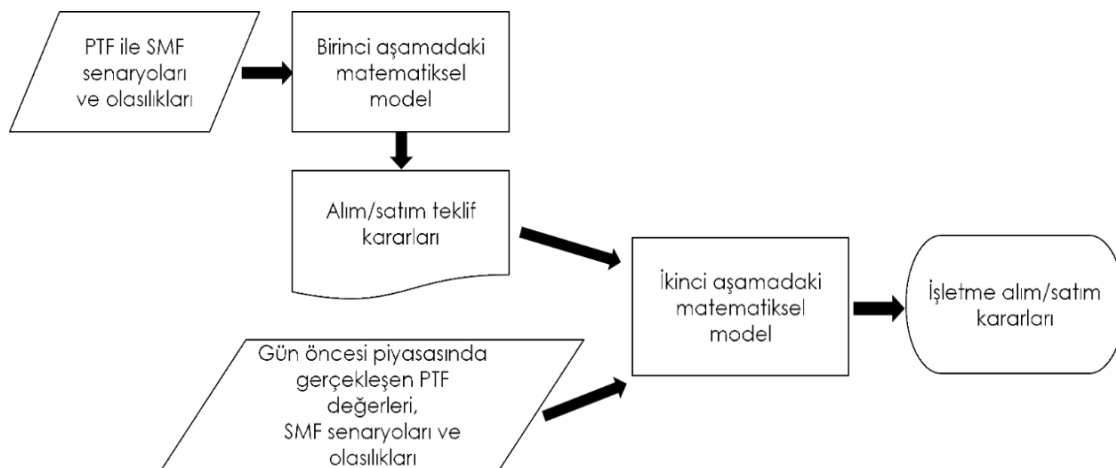 PTF ile SMF
senaryoları
ve olasılıkları
Birinci aşamadaki
matematiksel
model
Alım/satım teklif
kararları
Gün öncesi piyasasında
gerçekleşen PTF
değerleri,
SMF senaryoları ve
olasılıkları
İkinci aşamadaki
matematiksel
model
İşletme alım/satım
kararları